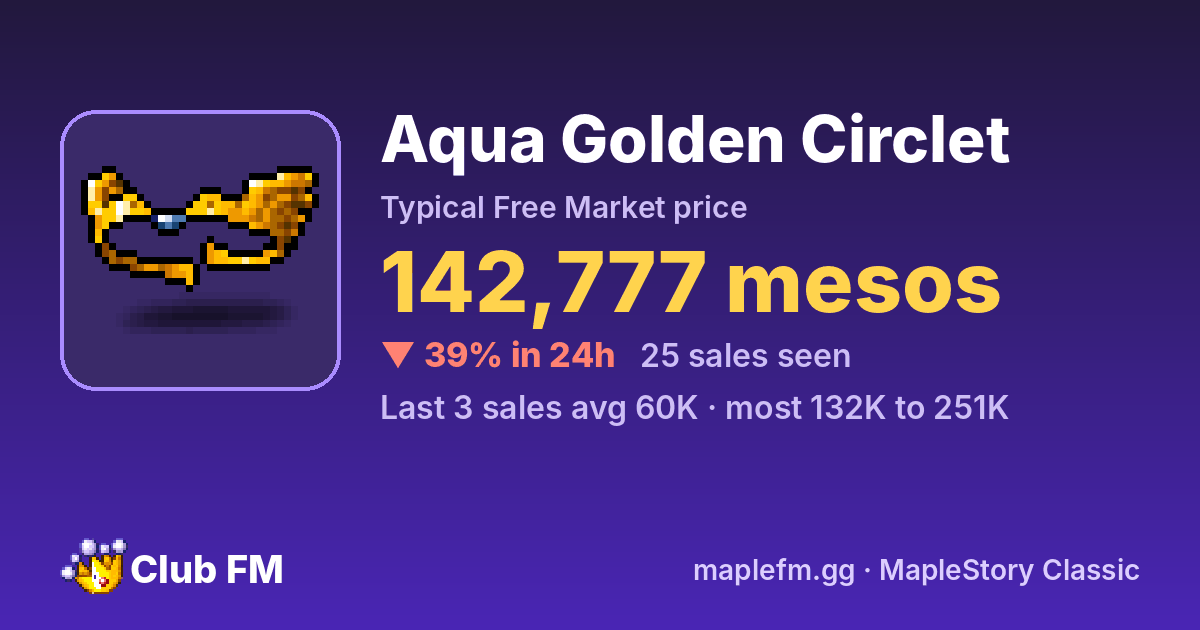 Aqua Golden Circlet
Typical Free Market price
142,777 mesos
▼ 39% in 24h 25 sales seen
Last 3 sales avg 60K · most 132K to 251K
Club FM
maplefm.gg · MapleStory Classic